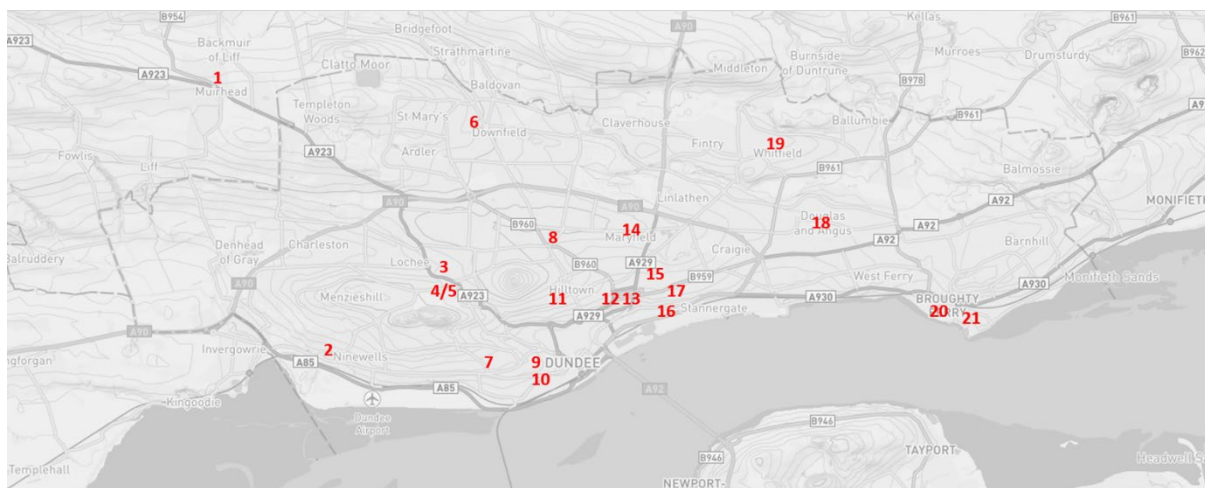 B954
Bridgefoot
Kellas
B961
A923
Backmuir
of Liff
Strathmartine
A90
Burnside
of Duntrune
Murroes
Drumsturdy
B962
Clatto Moor
Middleton
A923
1
Muirhead
Baldovan
B978
Templeton
Woods
St Mary's
6
Downfield
Claverhouse
Ballumbie
B961
A923
Ardler
Fintry
19
Whitfield
Fowlis
Liff
B961
Balmossie
Linlathen
A90
A90
A92
MONIFIETH
14
Maryfield
18
Douglas
and Angus
A92
B960
8
Denhead
of Gray
Charleston
Craigie
A92
Barnhill
Balruddery
3
Lochee
B960
A929
15
B959
West Ferry
Monifieth Sands
A90
4/5
A923
Menzieshill
Hilltown
11
12
13
17
A930
A930
16
Stannergate
BROUGHTY
FERRY
20
21
A929
A90
Invergowrie
2
Ninewells
7
9
DUNDEE
A85
10
A85
A92
Kingoodie
Dundee
Airport
B946
TAYPORT
Templehall
B946
NEWPORT-